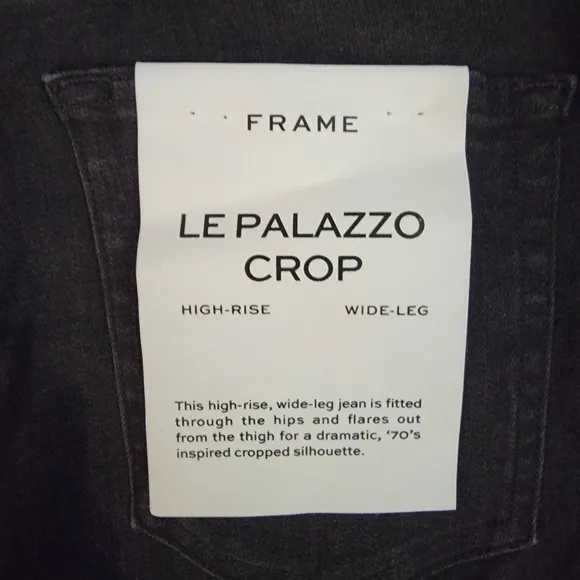 FRAME
LE PALAZZO
CROP
HIGH-RISE WIDE-LEG
This high-rise, wide-leg jean is fitted
through the hips and flares out
from the thigh for a dramatic, ‘70’s
inspired cropped silhouette.